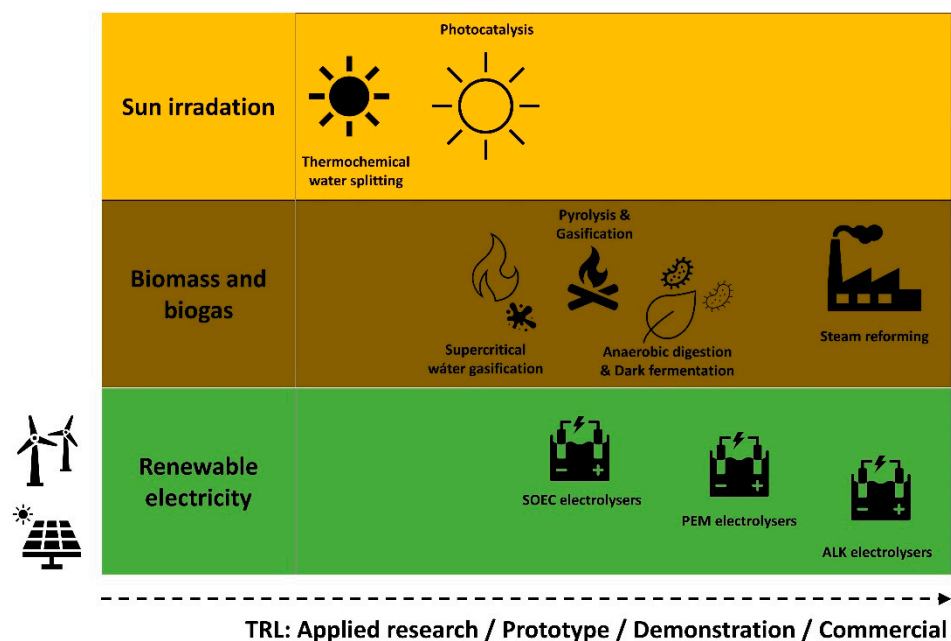 Photocatalysis
Sun irradation
Thermochemical
water splitting
Pyrolysis &
Gasification
Biomass and
biogas
Supercritical
wáter gasification
Anaerobic digestion
& Dark fermentation
Steam reforming
Renewable
electricity
SOEC electrolysers
PEM electrolysers
ALK electrolysers
TRL: Applied research / Prototype / Demonstration / Commercial